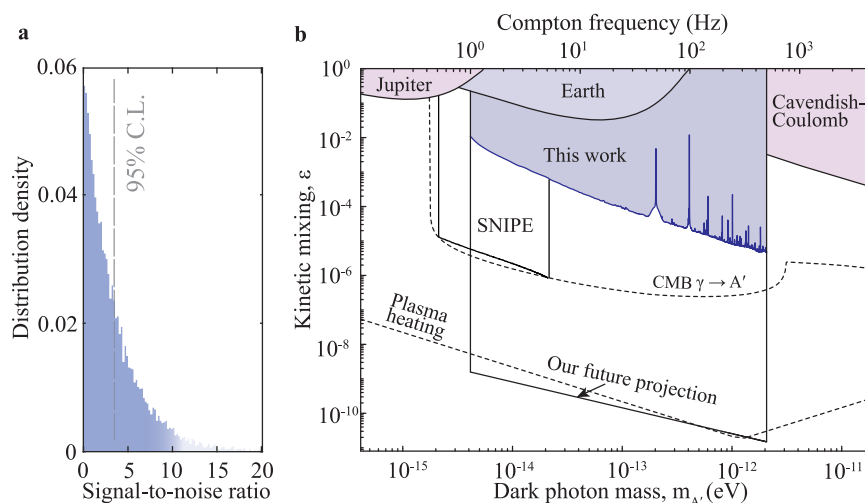 a
Distribution density
0.06
0.04
0.02
0
95% C.L.
0
5
10
15
20
Signal-to-noise ratio
b
Compton frequency (Hz)
10⁰
10¹
10²
10³
Kinetic mixing, ε
10⁰
10⁻²
10⁻⁴
10⁻⁶
10⁻⁸
10⁻¹⁰
Jupiter
Earth
Cavendish-
Coulomb
This work
SNIPE
CMB γ → A′
Plasma
heating
Our future projection
10⁻¹⁵
10⁻¹⁴
10⁻¹³
10⁻¹²
10⁻¹¹
Dark photon mass, m_A′ (eV)